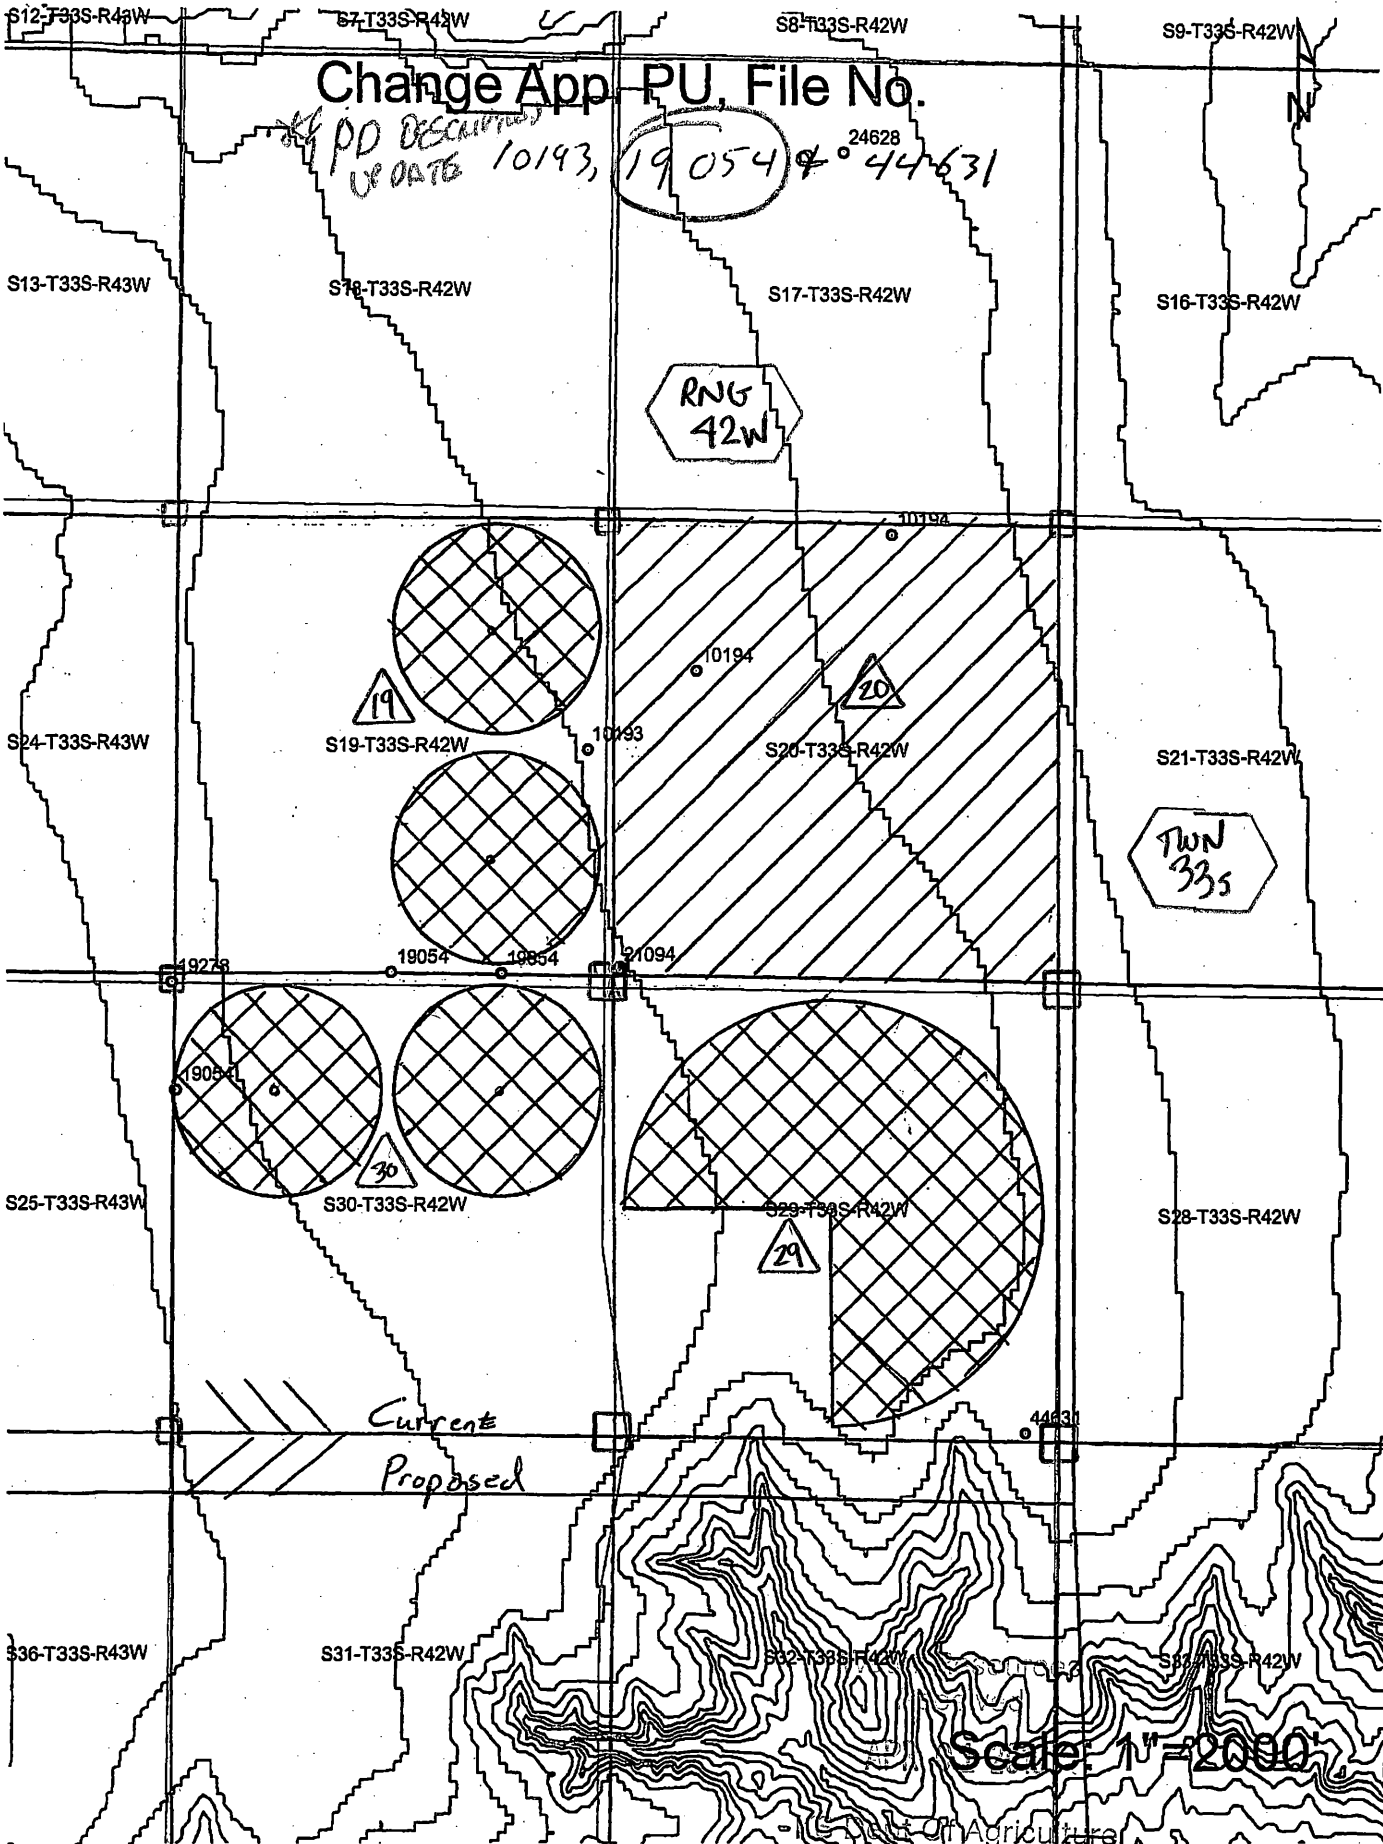 S12-T33S-R43W
S7-T33S-R42W
S8-T33S-R42W
S9-T33S-R42W
Change App. PU, File No.
N
PD DESCRIPTION
UPDATE
10193, 19054 &
24628
44631
S13-T33S-R43W
S18-T33S-R42W
S17-T33S-R42W
S16-T33S-R42W
RNG
42W
10194
10194
19
20
10193
S24-T33S-R43W
S19-T33S-R42W
S20-T33S-R42W
S21-T33S-R42W
TWN
33S
19278
19054
19054
21094
19054
30
S25-T33S-R43W
S30-T33S-R42W
S29-T33S-R42W
S28-T33S-R42W
29
Current
44631
Proposed
S36-T33S-R43W
S31-T33S-R42W
S32-T33S-R42W
S33-T33S-R42W
Scale: 1"=2000'
Dept Of Agriculture